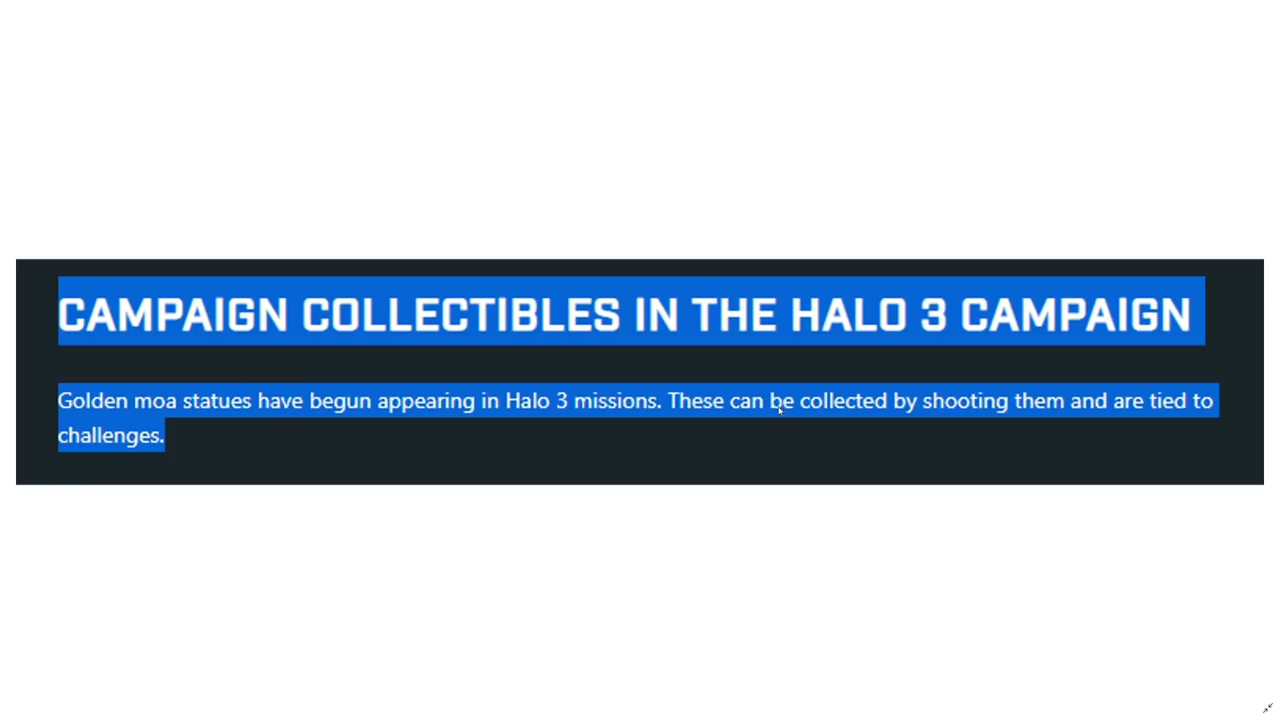 CAMPAIGN COLLECTIBLES IN THE HALO 3 CAMPAIGN
Golden moa statues have begun appearing in Halo 3 missions. These can be collected by shooting them and are tied to
challenges.